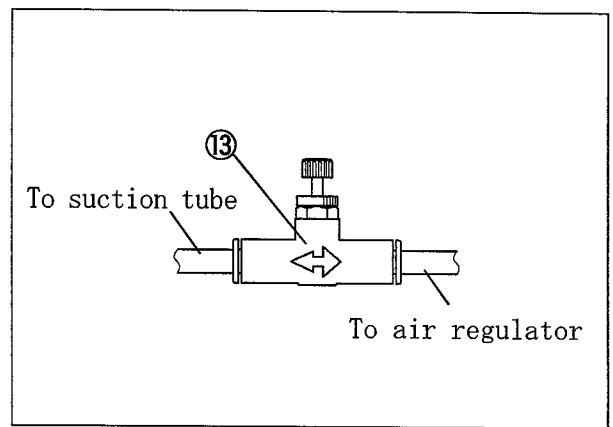 ⑬
To suction tube
To air regulator